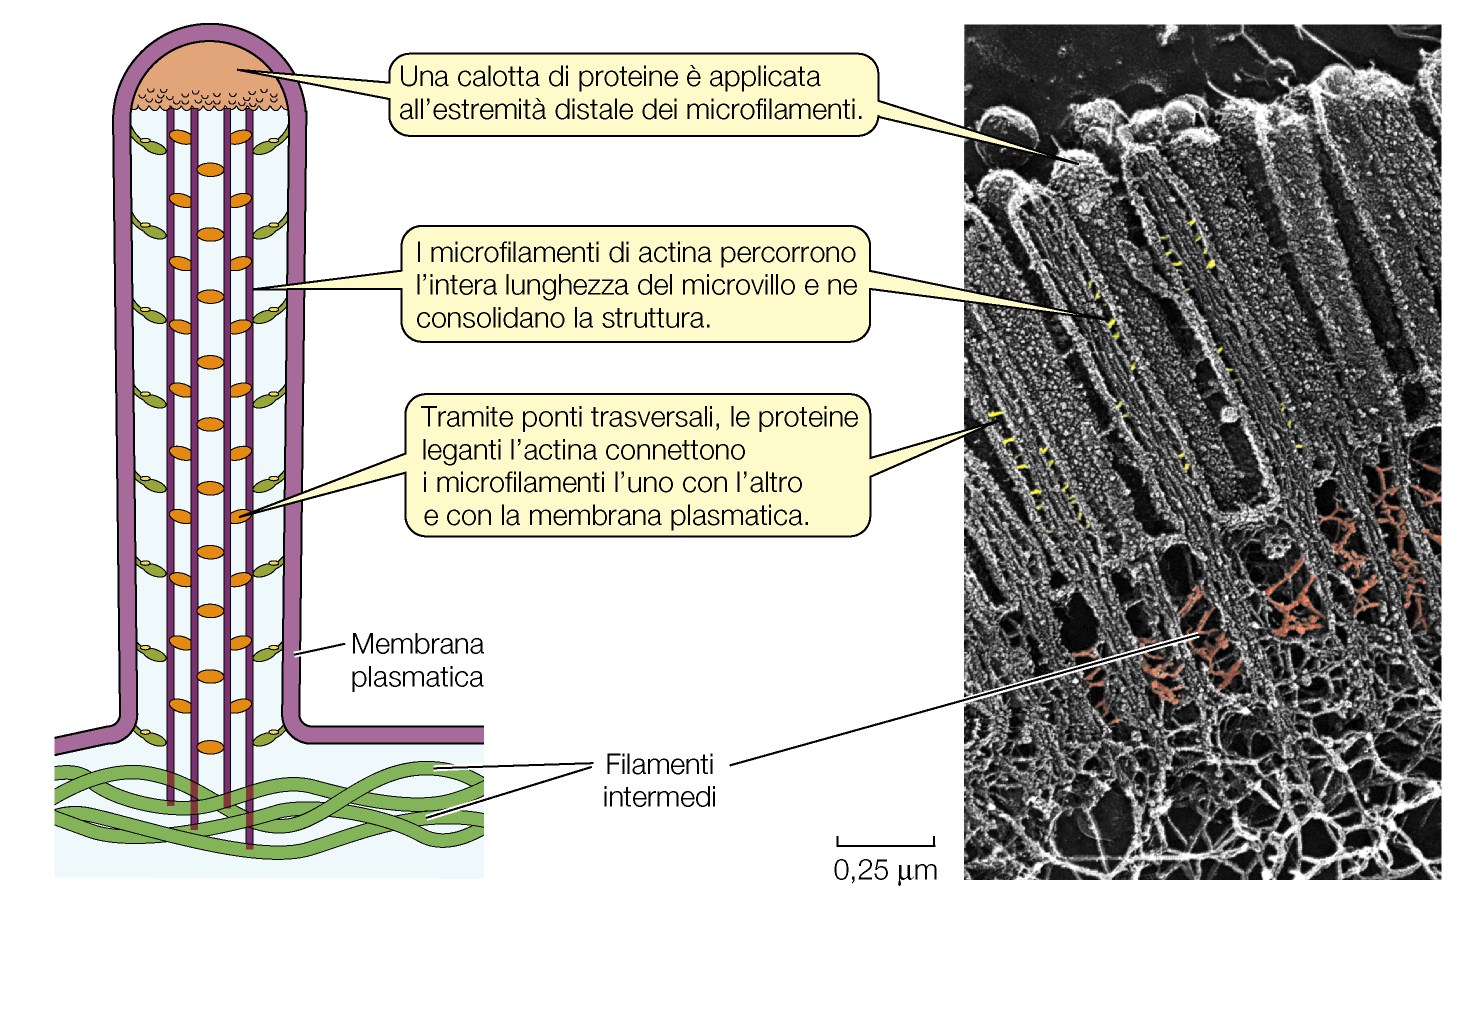 Una calotta di proteine è applicata
all'estremità distale dei microfilamenti.
I microfilamenti di actina percorrono
l'intera lunghezza del microvillo e ne
consolidano la struttura.
Tramite ponti trasversali, le proteine
leganti l'actina connettono
i microfilamenti l'uno con l'altro
e con la membrana plasmatica.
Membrana
plasmatica
Filamenti
intermedi
0,25 μm